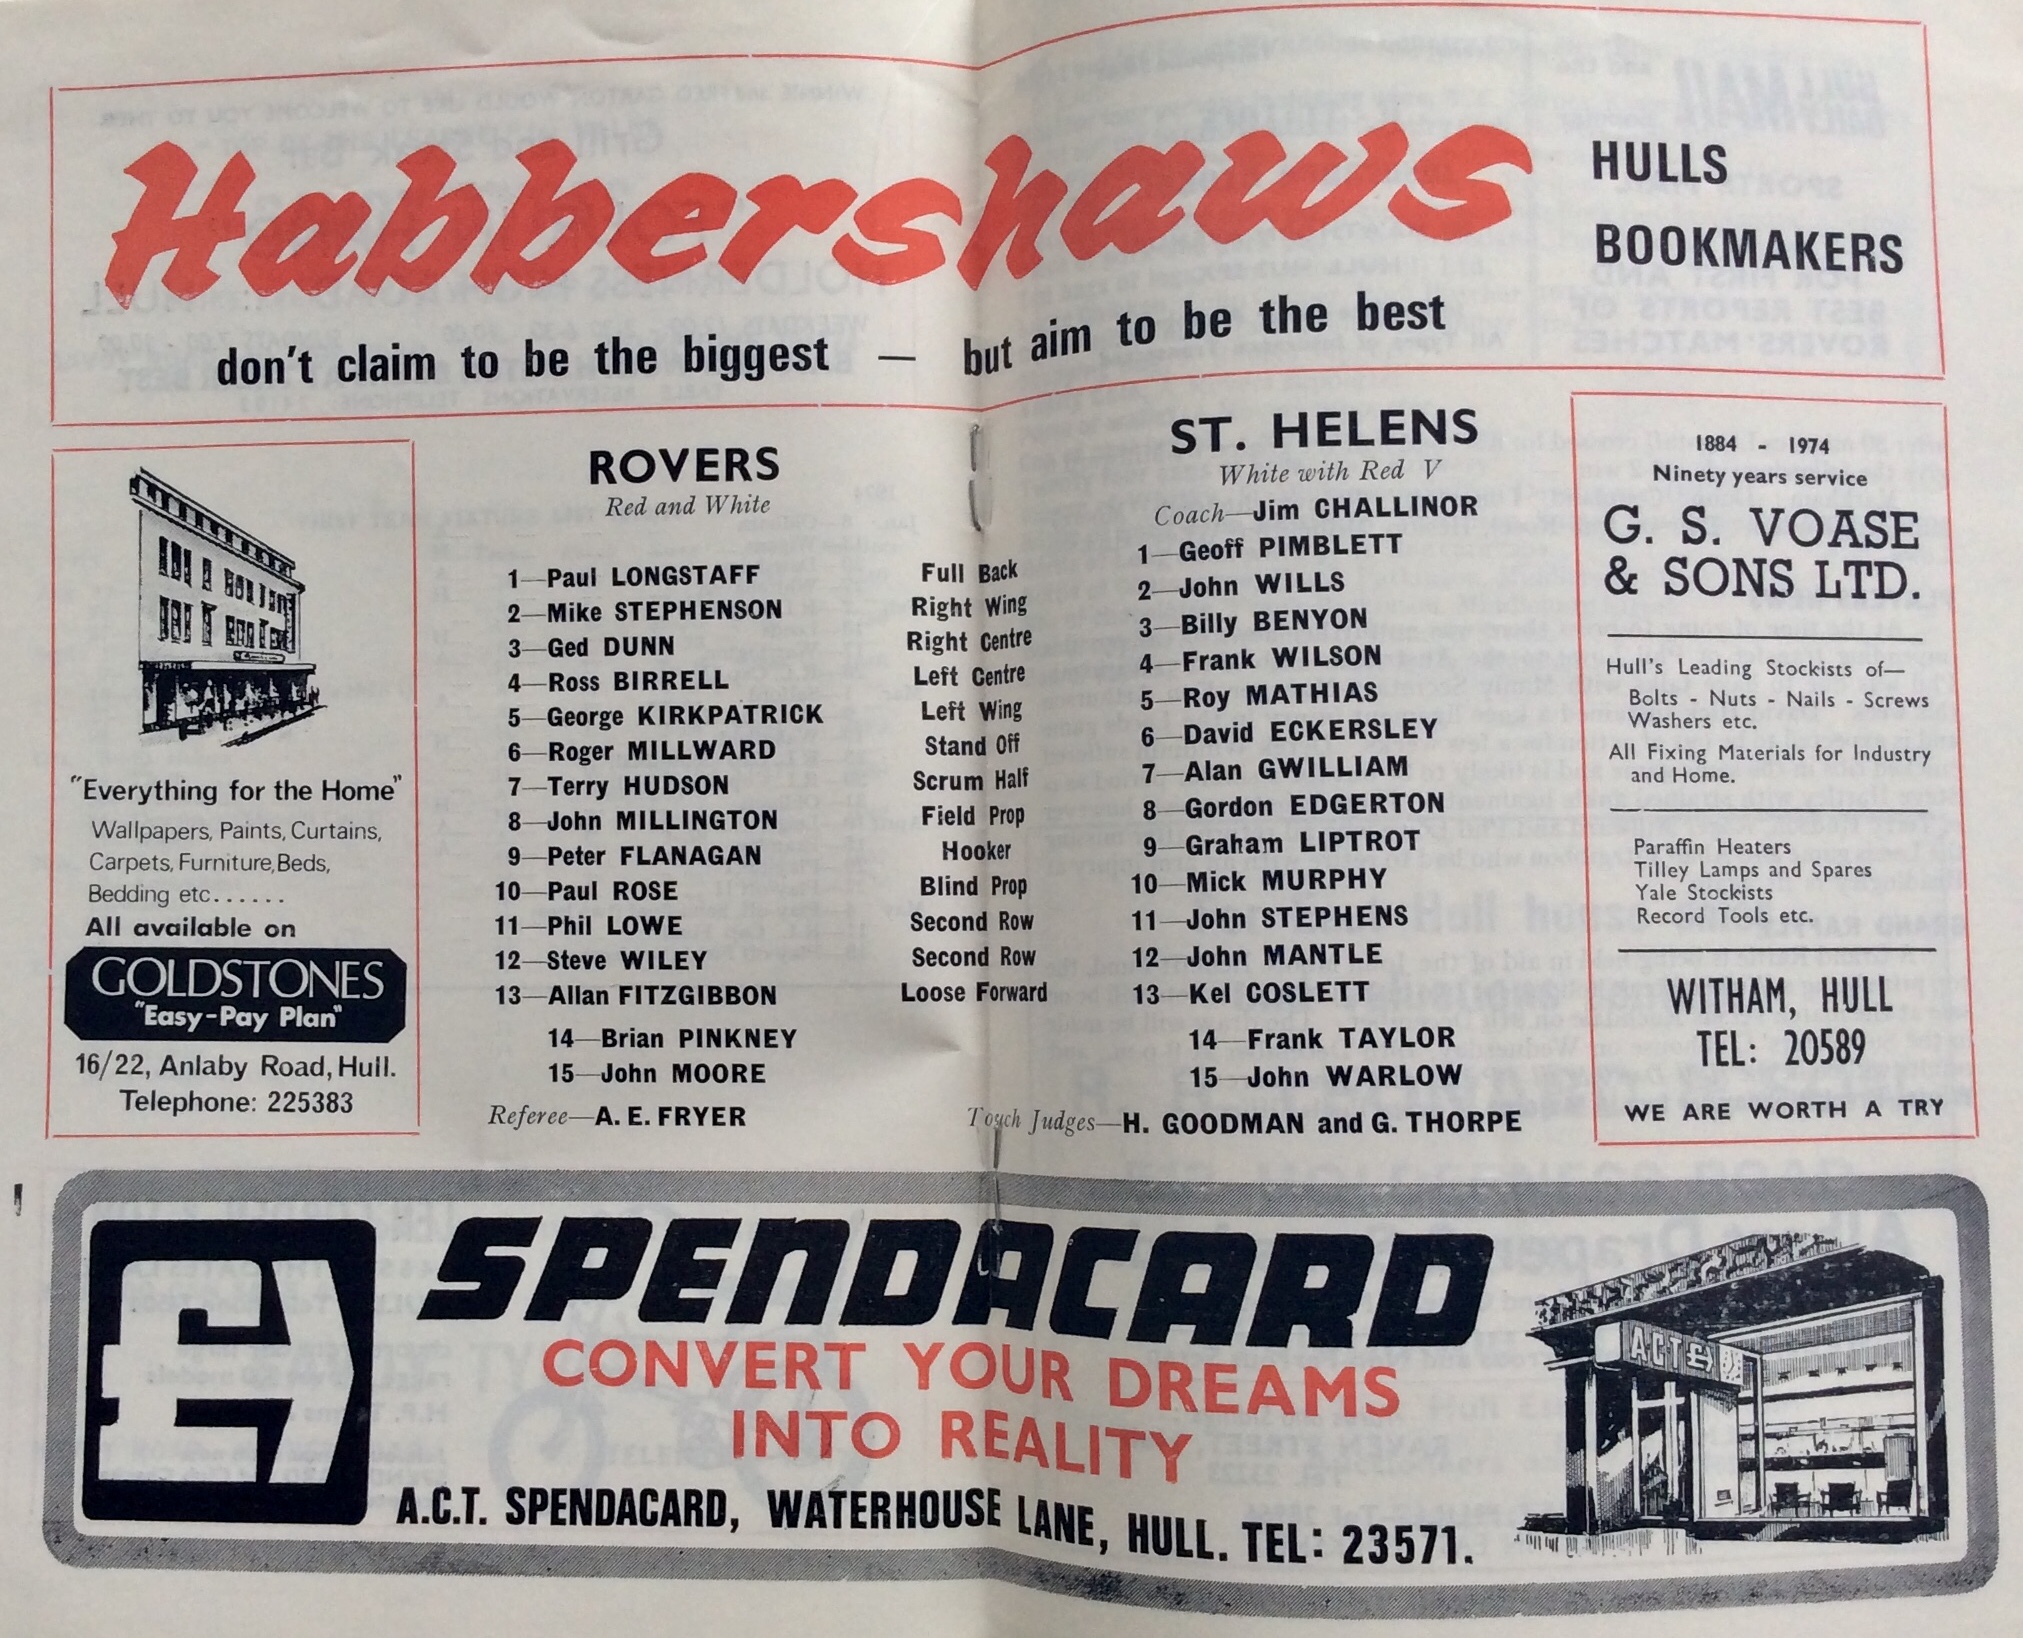 Habbershaws
HULLS
BOOKMAKERS
don't claim to be the biggest — but aim to be the best
"Everything for the Home"
Wallpapers, Paints, Curtains,
Carpets, Furniture, Beds,
Bedding etc......
All available on
GOLDSTONES
"Easy-Pay Plan"
16/22, Anlaby Road, Hull.
Telephone: 225383
ROVERS
Red and White
1—Paul LONGSTAFF
2—Mike STEPHENSON
3—Ged DUNN
4—Ross BIRRELL
5—George KIRKPATRICK
6—Roger MILLWARD
7—Terry HUDSON
8—John MILLINGTON
9—Peter FLANAGAN
10—Paul ROSE
11—Phil LOWE
12—Steve WILEY
13—Allan FITZGIBBON
14—Brian PINKNEY
15—John MOORE
Referee—A. E. FRYER
Full Back
Right Wing
Right Centre
Left Centre
Left Wing
Stand Off
Scrum Half
Field Prop
Hooker
Blind Prop
Second Row
Second Row
Loose Forward
ST. HELENS
White with Red V
Coach—Jim CHALLINOR
1—Geoff PIMBLETT
2—John WILLS
3—Billy BENYON
4—Frank WILSON
5—Roy MATHIAS
6—David ECKERSLEY
7—Alan GWILLIAM
8—Gordon EDGERTON
9—Graham LIPTROT
10—Mick MURPHY
11—John STEPHENS
12—John MANTLE
13—Kel COSLETT
14—Frank TAYLOR
15—John WARLOW
Touch Judges—H. GOODMAN and G. THORPE
1884 - 1974
Ninety years service
G. S. VOASE
& SONS LTD.
Hull's Leading Stockists of—
Bolts - Nuts - Nails - Screws
Washers etc.
All Fixing Materials for Industry
and Home.
Paraffin Heaters
Tilley Lamps and Spares
Yale Stockists
Record Tools etc.
WITHAM, HULL
TEL: 20589
WE ARE WORTH A TRY
SPENDACARD
CONVERT YOUR DREAMS
INTO REALITY
A.C.T. SPENDACARD, WATERHOUSE LANE, HULL. TEL: 23571.
ACT